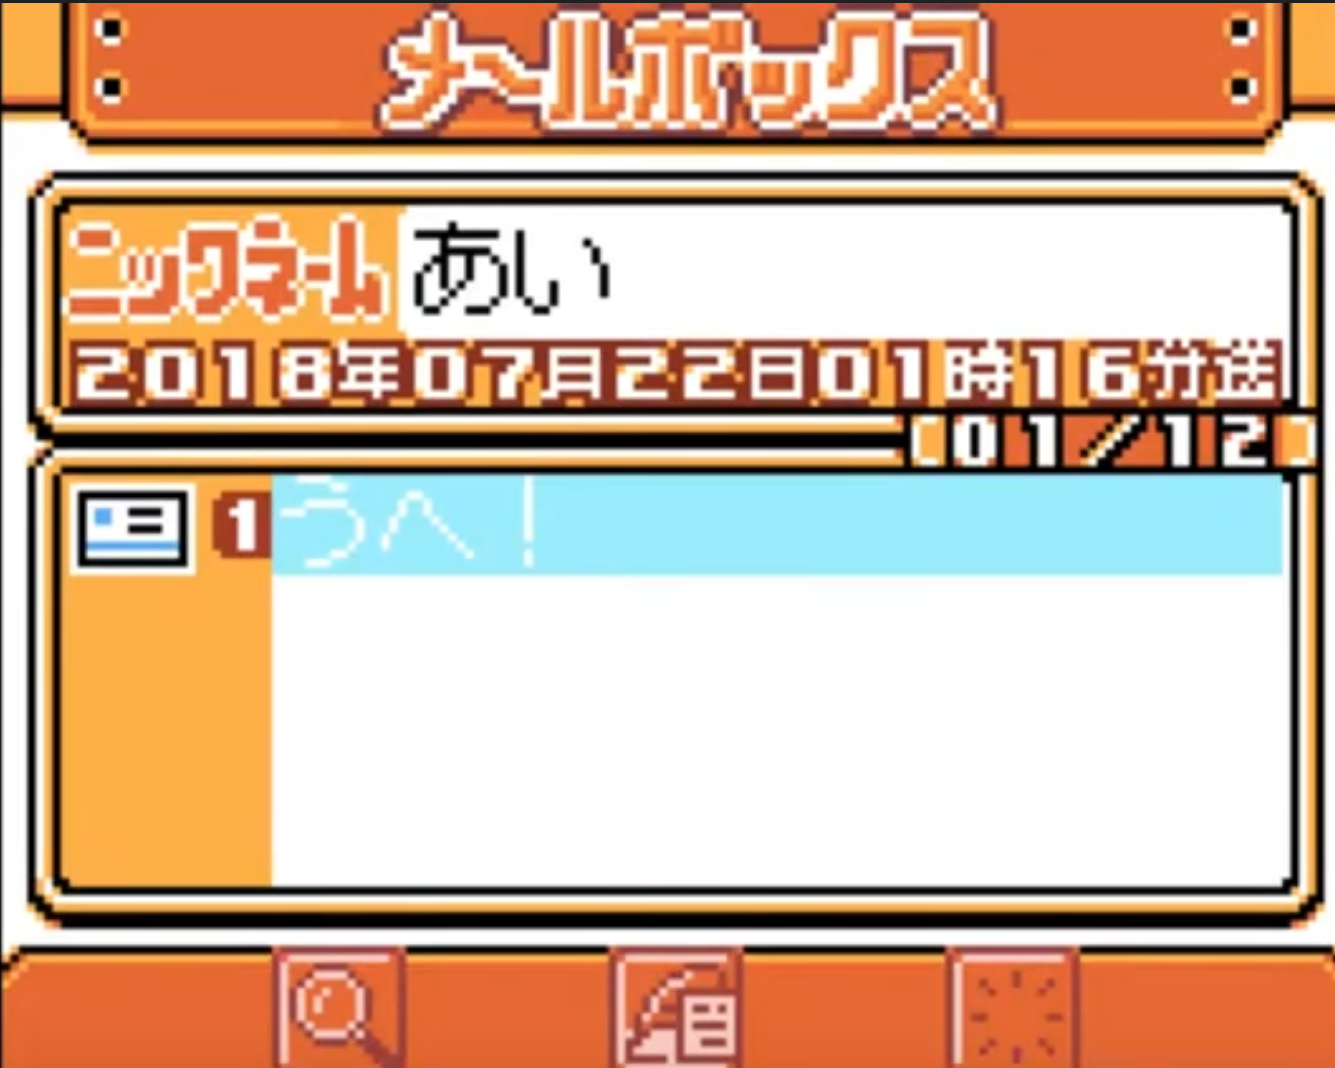 メールボックス
ニックネーム あい
2018年07月22日01時16分送
01/12
1 うへ!